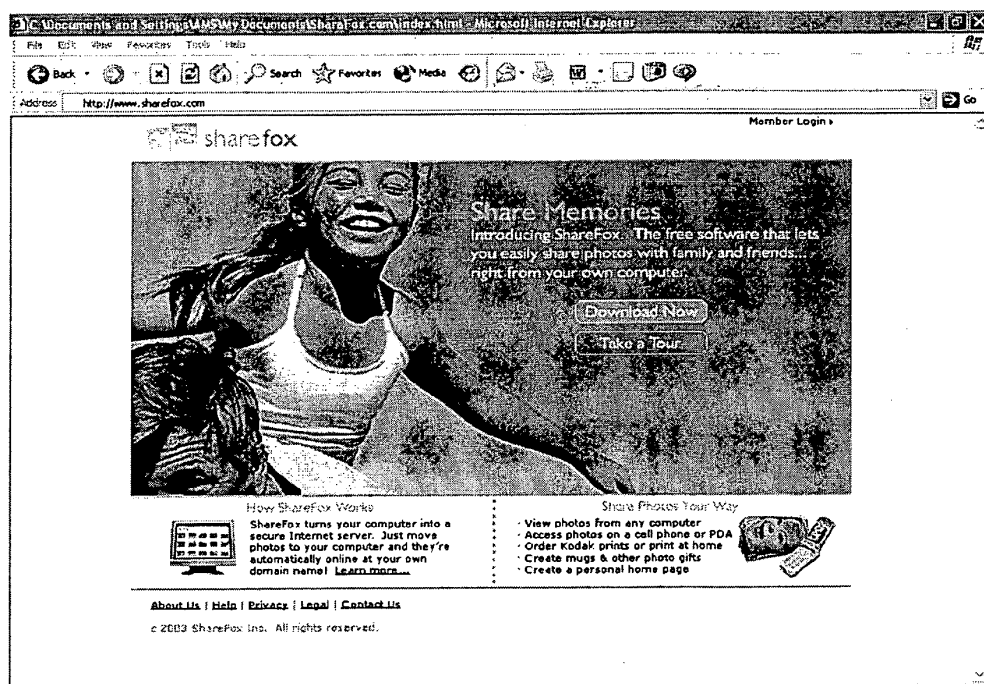 C:\Documents and Settings\AMS\My Documents\ShareFox.com\index.html - Microsoft Internet Explorer
File Edit View Favorites Tools Help
Back Search Favorites Media
Address http://www.sharefox.com Go
Member Login
sharefox
Share Memories
Introducing ShareFox. The free software that lets
you easily share photos with family and friends...
right from your own computer.
Download Now
Take a Tour
How ShareFox Works
ShareFox turns your computer into a
secure Internet server. Just move
photos to your computer and they're
automatically online at your own
domain name! Learn more...
Share Photos Your Way
· View photos from any computer
· Access photos on a cell phone or PDA
· Order Kodak prints or print at home
· Create mugs & other photo gifts
· Create a personal home page
About Us | Help | Privacy | Legal | Contact Us
c 2003 ShareFox Inc. All rights reserved.